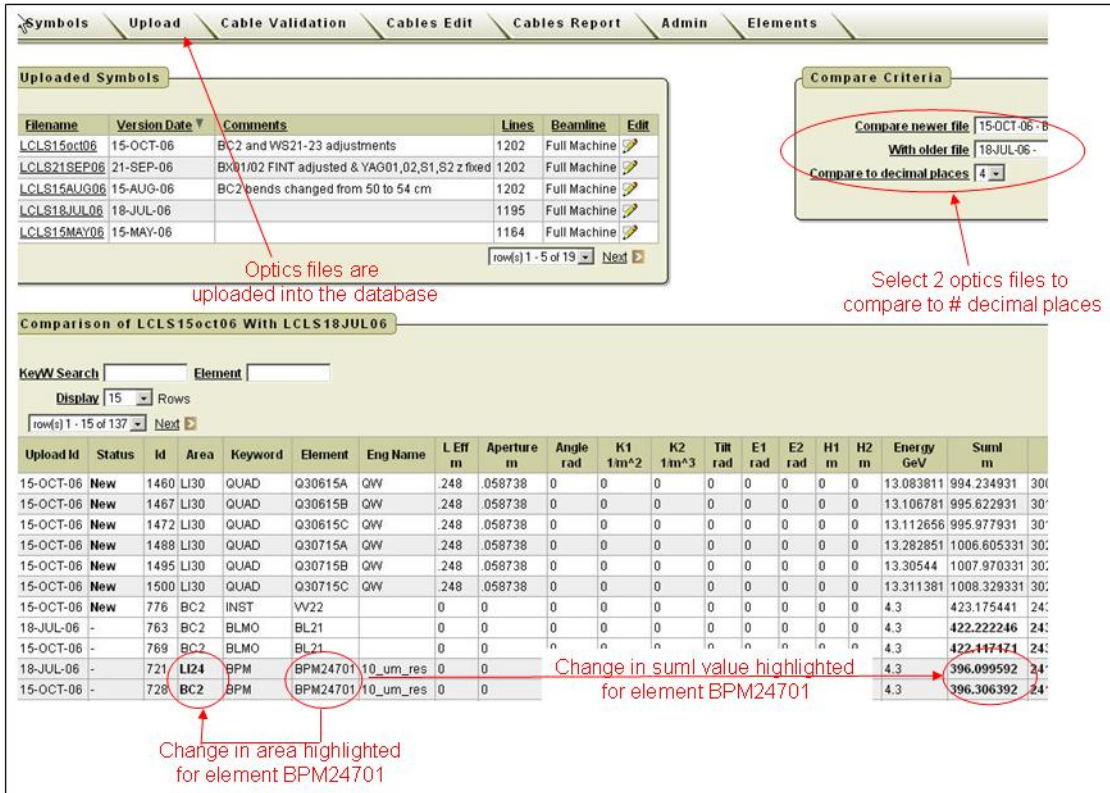 Symbols Upload Cable Validation Cables Edit Cables Report Admin Elements
Uploaded Symbols
Filename Version Date Comments Lines Beamline Edit
LCLS15oct06 15-OCT-06 BC2 and WS21-23 adjustments 1202 Full Machine
LCLS21SEP06 21-SEP-06 BX01/02 FINT adjusted & YAG01,02,S1,S2 z fixed 1202 Full Machine
LCLS15AUG06 15-AUG-06 BC2 bends changed from 50 to 54 cm 1202 Full Machine
LCLS18JUL06 18-JUL-06 1195 Full Machine
LCLS15MAY06 15-MAY-06 1164 Full Machine
row(s) 1 - 5 of 19 Next
Compare Criteria
Compare newer file 15-OCT-06 - B
With older file 18-JUL-06 -
Compare to decimal places 4
Optics files are
uploaded into the database
Select 2 optics files to
compare to # decimal places
Comparison of LCLS15oct06 With LCLS18JUL06
KeyW Search Element
Display 15 Rows
row(s) 1 - 15 of 137 Next
Upload Id Status Id Area Keyword Element Eng Name L Eff m Aperture m Angle rad K1 1/m^2 K2 1/m^3 Tilt rad E1 rad E2 rad H1 m H2 m Energy GeV Suml m
15-OCT-06 New 1460 LI30 QUAD Q30615A QW .248 .058738 0 0 0 0 0 0 0 0 13.083811 994.234931 300
15-OCT-06 New 1467 LI30 QUAD Q30615B QW .248 .058738 0 0 0 0 0 0 0 0 13.106781 995.622931 301
15-OCT-06 New 1472 LI30 QUAD Q30615C QW .248 .058738 0 0 0 0 0 0 0 0 13.112656 995.977931 301
15-OCT-06 New 1488 LI30 QUAD Q30715A QW .248 .058738 0 0 0 0 0 0 0 0 13.282851 1006.605331 302
15-OCT-06 New 1495 LI30 QUAD Q30715B QW .248 .058738 0 0 0 0 0 0 0 0 13.30544 1007.970331 302
15-OCT-06 New 1500 LI30 QUAD Q30715C QW .248 .058738 0 0 0 0 0 0 0 0 13.311381 1008.329331 302
15-OCT-06 New 776 BC2 INST VV22 0 0 0 0 0 0 0 0 0 0 4.3 423.175441 243
18-JUL-06 - 763 BC2 BLMO BL21 0 0 0 0 0 0 0 0 0 0 4.3 422.222246 243
15-OCT-06 - 769 BC2 BLMO BL21 0 0 0 0 0 0 0 0 0 0 4.3 422.117171 243
18-JUL-06 - 721 LI24 BPM BPM24701 10_um_res 0 0 4.3 396.099592 241
15-OCT-06 - 728 BC2 BPM BPM24701 10_um_res 0 0 4.3 396.306392 241
Change in suml value highlighted
for element BPM24701
Change in area highlighted
for element BPM24701